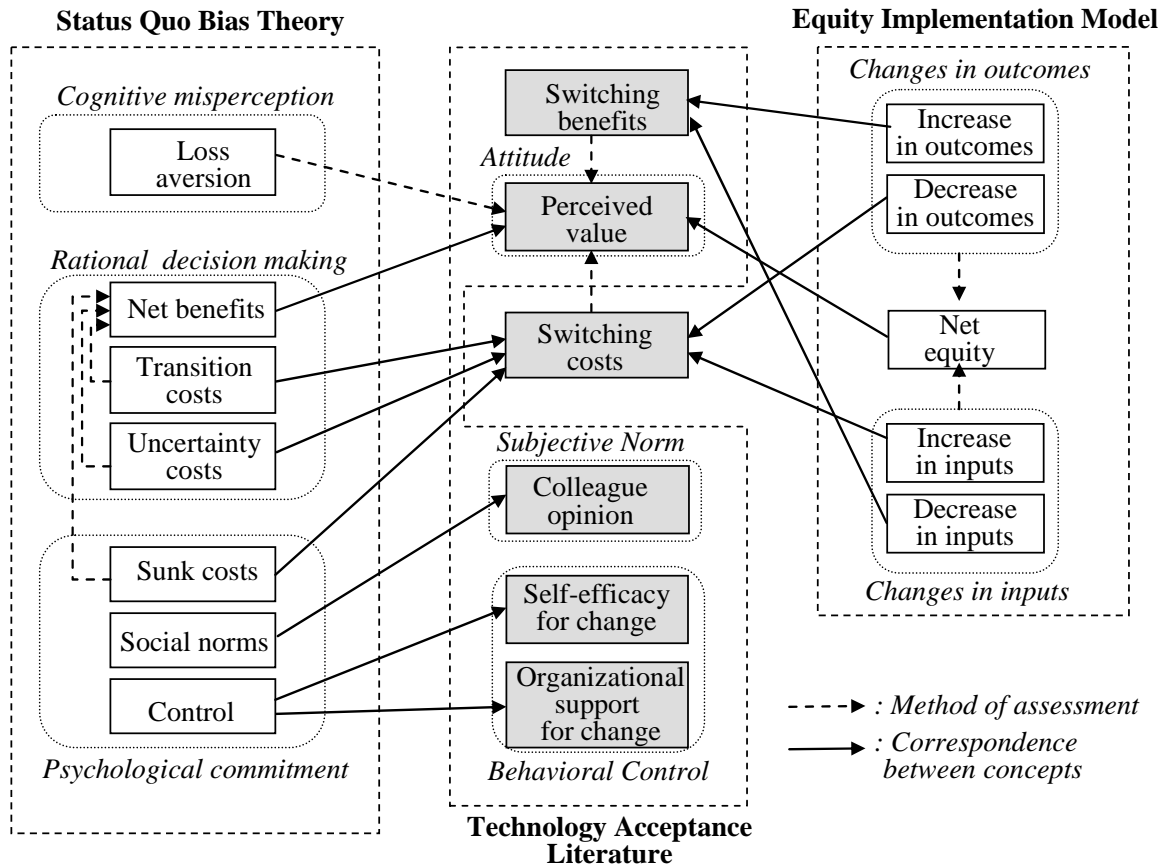 Status Quo Bias Theory
Cognitive misperception
Loss
aversion
Rational decision making
Net benefits
Transition
costs
Uncertainty
costs
Sunk costs
Social norms
Control
Psychological commitment
Switching
benefits
Attitude
Perceived
value
Switching
costs
Subjective Norm
Colleague
opinion
Self-efficacy
for change
Organizational
support
for change
Behavioral Control
Technology Acceptance
Literature
Equity Implementation Model
Changes in outcomes
Increase
in outcomes
Decrease
in outcomes
Net
equity
Increase
in inputs
Decrease
in inputs
Changes in inputs
: Method of assessment
: Correspondence
between concepts